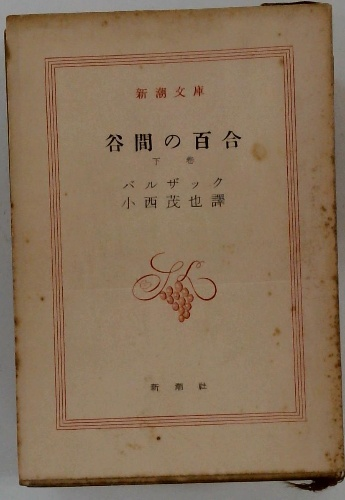 新潮文庫
谷間の百合
下卷
バルザック
小西茂也譯
新潮社